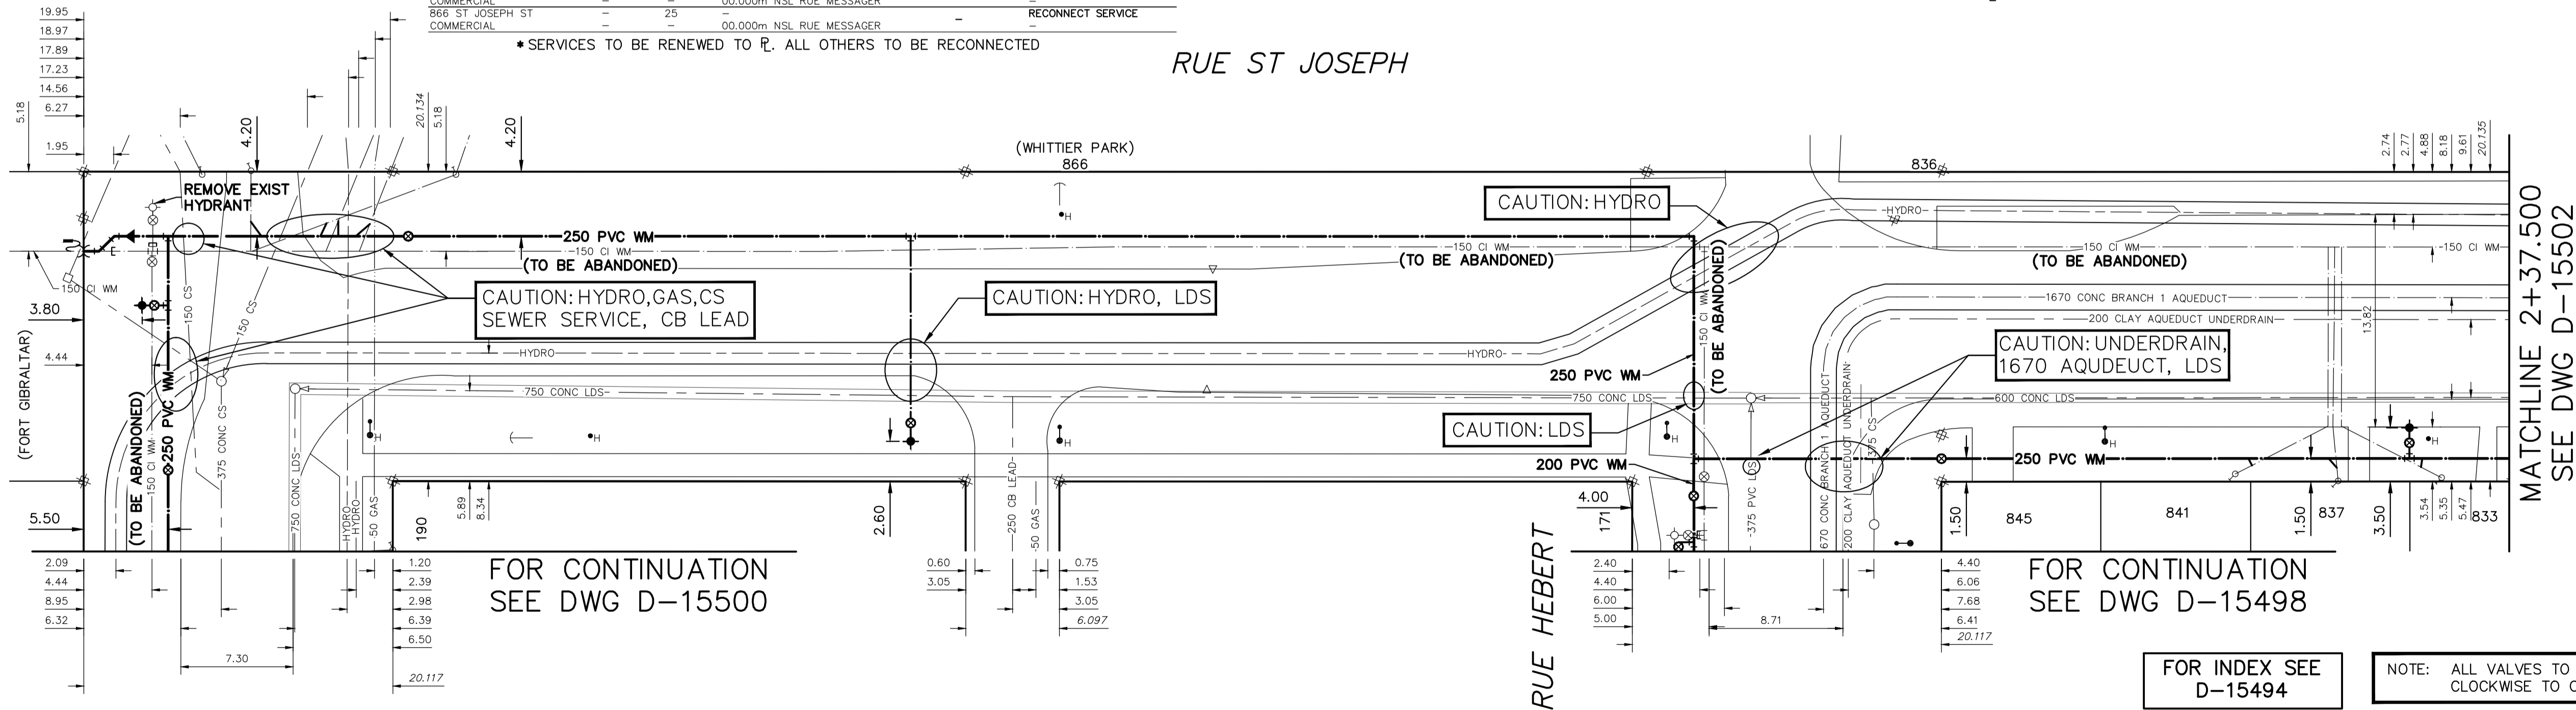 COMMERCIAL - - 00.000m NSL RUE MESSAGER -
866 ST JOSEPH ST - 25 - - RECONNECT SERVICE
COMMERCIAL - - 00.000m NSL RUE MESSAGER -
* SERVICES TO BE RENEWED TO PL. ALL OTHERS TO BE RECONNECTED
RUE ST JOSEPH
19.95
18.97
17.89
17.23
14.56
6.27
1.95
5.18
4.20
20.134
5.18
4.20
(WHITTIER PARK)
866
836
2.74
2.77
4.88
8.18
9.61
20.135
REMOVE EXIST
HYDRANT
CAUTION: HYDRO
HYDRO
250 PVC WM
150 CI WM
(TO BE ABANDONED)
150 CI WM
(TO BE ABANDONED)
150 CI WM
(TO BE ABANDONED)
150 CI WM
150 CI WM
3.80
4.44
(FORT GIBRALTAR)
5.50
150 CS
150 CS
CAUTION: HYDRO,GAS,CS
SEWER SERVICE, CB LEAD
CAUTION: HYDRO, LDS
HYDRO
HYDRO
150 CI WM
(TO BE ABANDONED)
1670 CONC BRANCH 1 AQUEDUCT
200 CLAY AQUEDUCT UNDERDRAIN
13.82
CAUTION: UNDERDRAIN,
1670 AQUDEUCT, LDS
250 PVC WM
750 CONC LDS
750 CONC LDS
600 CONC LDS
CAUTION: LDS
200 PVC WM
(TO BE ABANDONED)
150 CI WM
250 PVC WM
375 CONC CS
750 CONC LDS
HYDRO
HYDRO
50 GAS
H
H
H
H
H
H
H
190
5.89
8.34
2.60
250 CB LEAD
50 GAS
4.00
171
375 PVC LDS
1670 CONC BRANCH 1 AQUEDUCT
200 CLAY AQUEDUCT UNDERDRAIN
375 CS
250 PVC WM
1.50
845
841
1.50
837
3.50
3.54
5.35
5.47
833
MATCHLINE 2+37.500
SEE DWG D-15502
2.09
4.44
8.95
6.32
7.30
1.20
2.39
2.98
6.39
6.50
20.117
FOR CONTINUATION
SEE DWG D-15500
0.60
3.05
0.75
1.53
3.05
6.097
RUE HEBERT
2.40
4.40
6.00
5.00
8.71
4.40
6.06
7.68
6.41
20.117
FOR CONTINUATION
SEE DWG D-15498
FOR INDEX SEE
D-15494
NOTE: ALL VALVES TO
CLOCKWISE TO